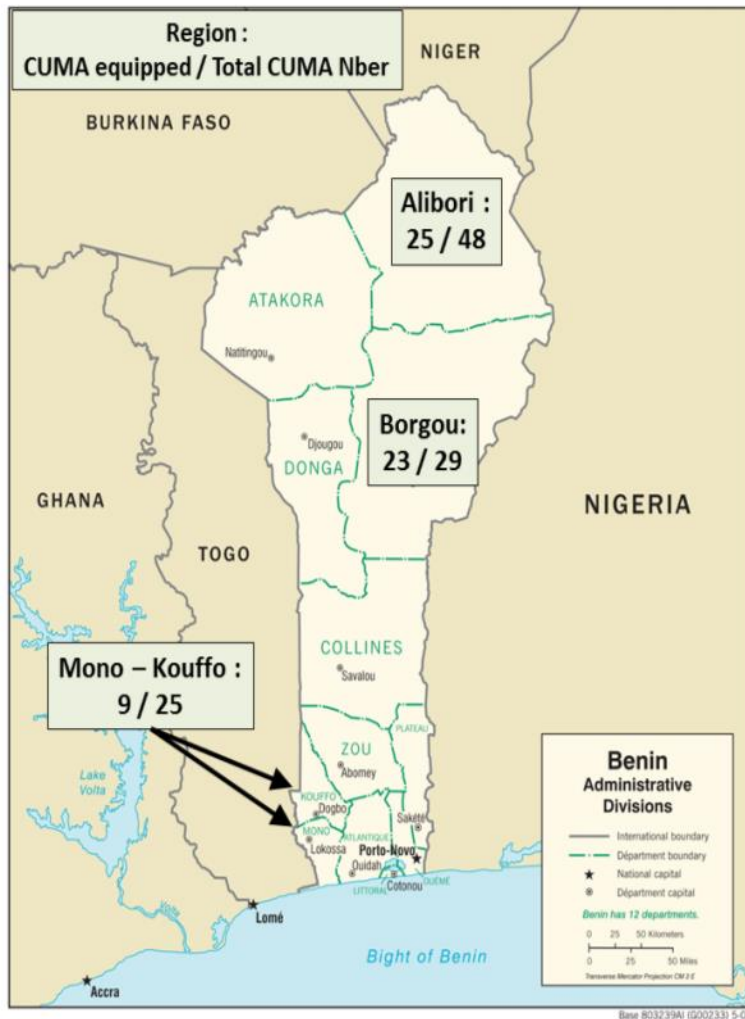 Region :
CUMA equipped / Total CUMA Nber
NIGER
BURKINA FASO
Alibori :
25 / 48
ATAKORA
Natitingou
Borgou:
23 / 29
Djougou
DONGA
GHANA
TOGO
NIGERIA
COLLINES
Savalou
Mono – Kouffo :
9 / 25
PLATEAU
ZOU
Abomey
Lake
Volta
KOUFFO
Dogbo
Sakété
MONO
ATLANTIQUE
Lokossa
Porto-Novo
Ouidah
Cotonou
OUÉMÉ
LITTORAL
Lomé
Bight of Benin
Accra
Benin
Administrative
Divisions
International boundary
Départment boundary
National capital
Départment capital
Benin has 12 departments.
0 25 50 Kilometers
0 25 50 Miles
Transverse Mercator Projection CM 2 E